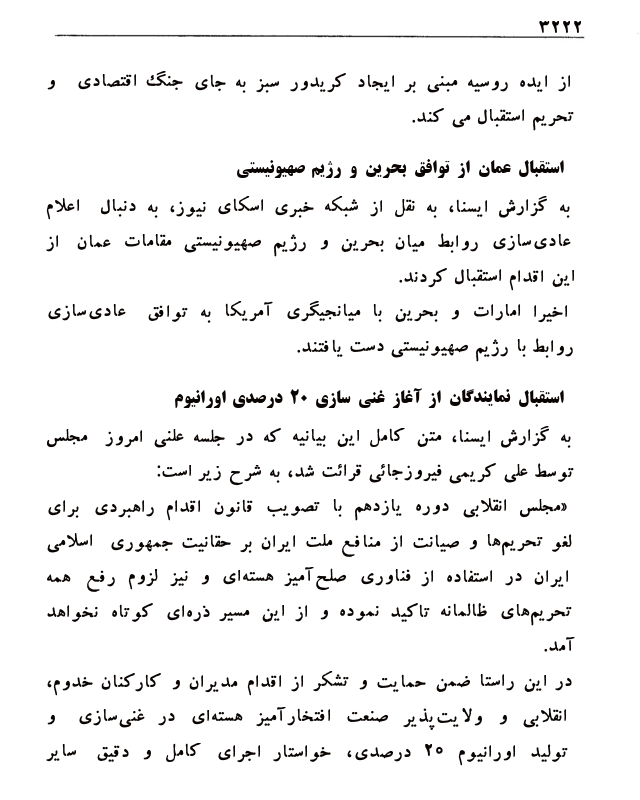 ۳۲۲۲
از ایده روسیه مبنی بر ایجاد کریدور سبز به جای جنگ اقتصادی و
تحریم استقبال می کند.
استقبال عمان از توافق بحرین و رژیم صهیونیستی
به گزارش ایسنا، به نقل از شبکه خبری اسکای نیوز، به دنبال اعلام
عادی‌سازی روابط میان بحرین و رژیم صهیونیستی مقامات عمان از
این اقدام استقبال کردند.
اخیرا امارات و بحرین با میانجیگری آمریکا به توافق عادی‌سازی
روابط با رژیم صهیونیستی دست یافتند.
استقبال نمایندگان از آغاز غنی سازی ۲۰ درصدی اورانیوم
به گزارش ایسنا، متن کامل این بیانیه که در جلسه علنی امروز مجلس
توسط علی کریمی فیروزجائی قرائت شد، به شرح زیر است:
«مجلس انقلابی دوره یازدهم با تصویب قانون اقدام راهبردی برای
لغو تحریم‌ها و صیانت از منافع ملت ایران بر حقانیت جمهوری اسلامی
ایران در استفاده از فناوری صلح‌آمیز هسته‌ای و نیز لزوم رفع همه
تحریم‌های ظالمانه تاکید نموده و از این مسیر ذره‌ای کوتاه نخواهد
آمد.
در این راستا ضمن حمایت و تشکر از اقدام مدیران و کارکنان خدوم،
انقلابی و ولایت‌پذیر صنعت افتخارآمیز هسته‌ای در غنی‌سازی و
تولید اورانیوم ۲۰ درصدی، خواستار اجرای کامل و دقیق سایر